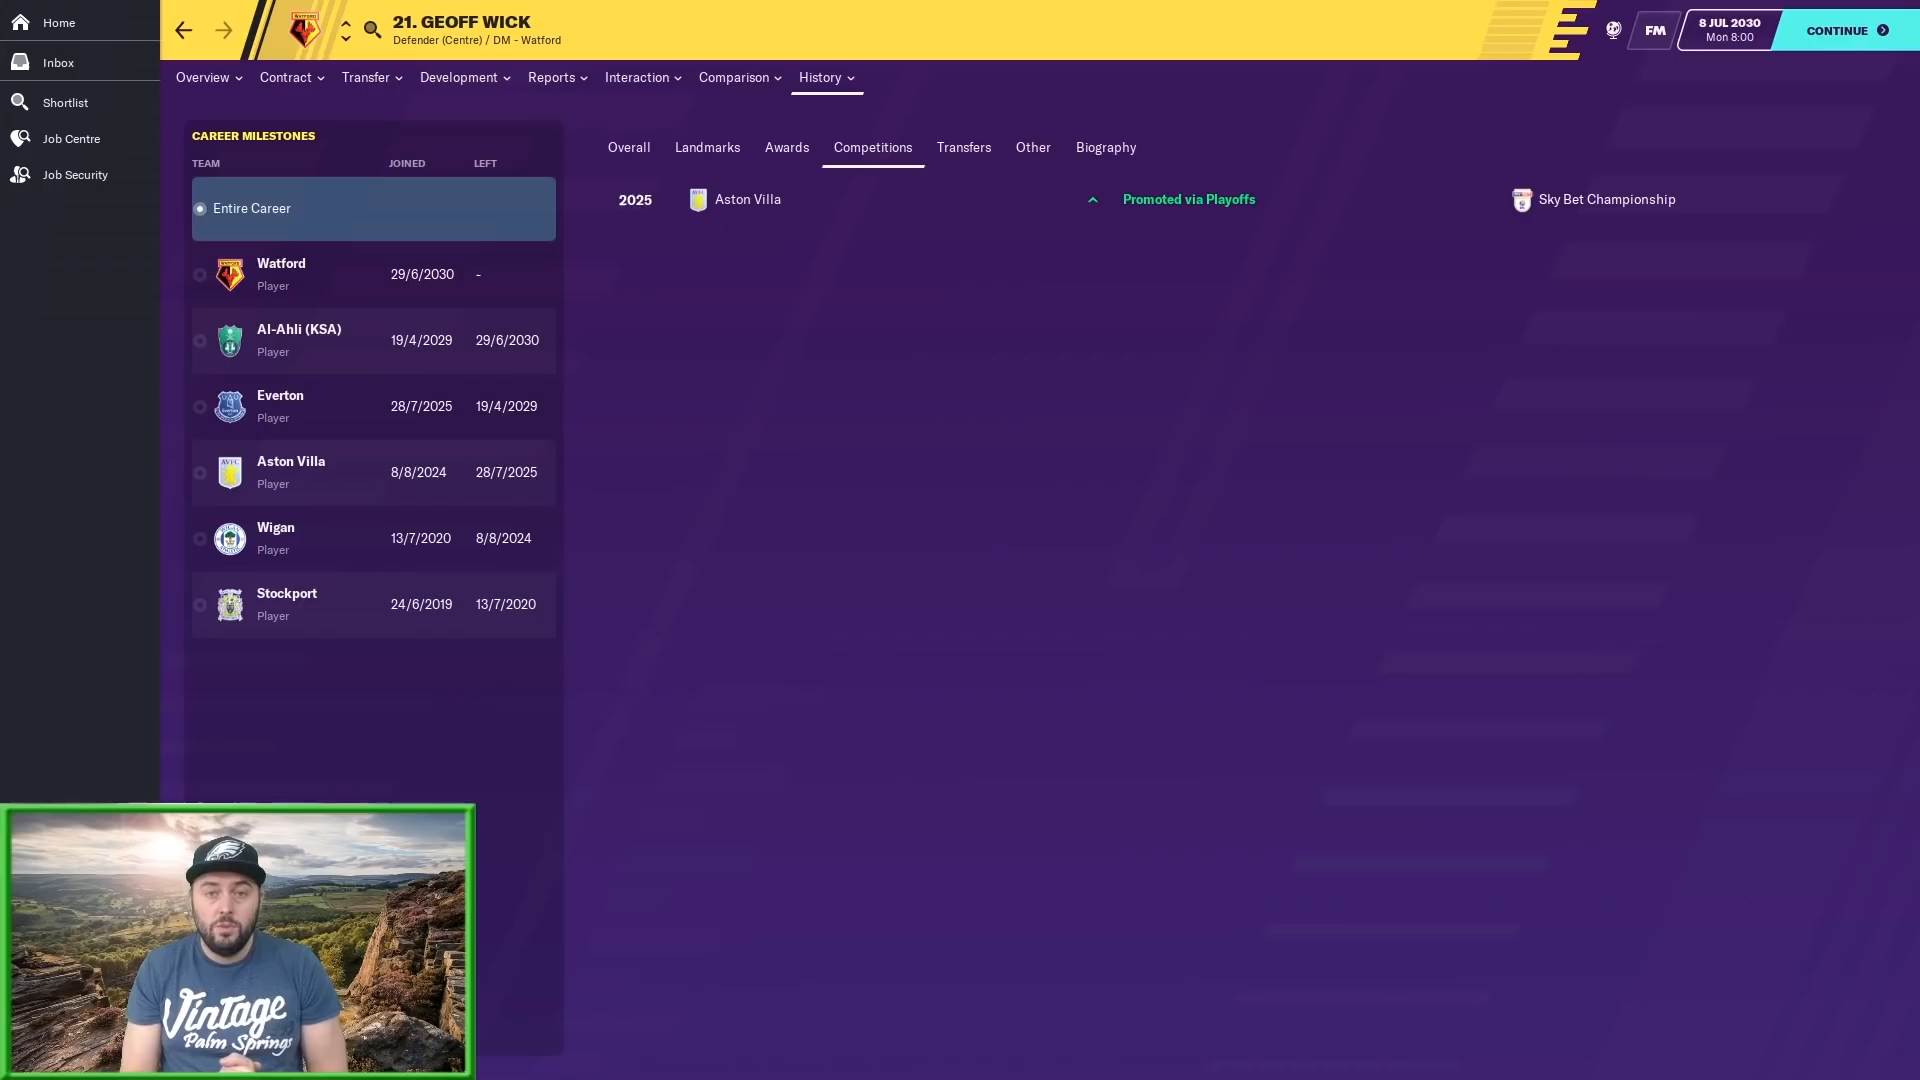 Home
Inbox
Shortlist
Job Centre
Job Security
21. GEOFF WICK
Defender (Centre) / DM - Watford
FM
8 JUL 2030
Mon 8:00
CONTINUE
Overview
Contract
Transfer
Development
Reports
Interaction
Comparison
History
CAREER MILESTONES
TEAM JOINED LEFT
Entire Career
Watford
Player
29/6/2030 -
Al-Ahli (KSA)
Player
19/4/2029 29/6/2030
Everton
Player
28/7/2025 19/4/2029
Aston Villa
Player
8/8/2024 28/7/2025
Wigan
Player
13/7/2020 8/8/2024
Stockport
Player
24/6/2019 13/7/2020
Overall
Landmarks
Awards
Competitions
Transfers
Other
Biography
2025 Aston Villa Promoted via Playoffs Sky Bet Championship
Vintage
Palm Springs